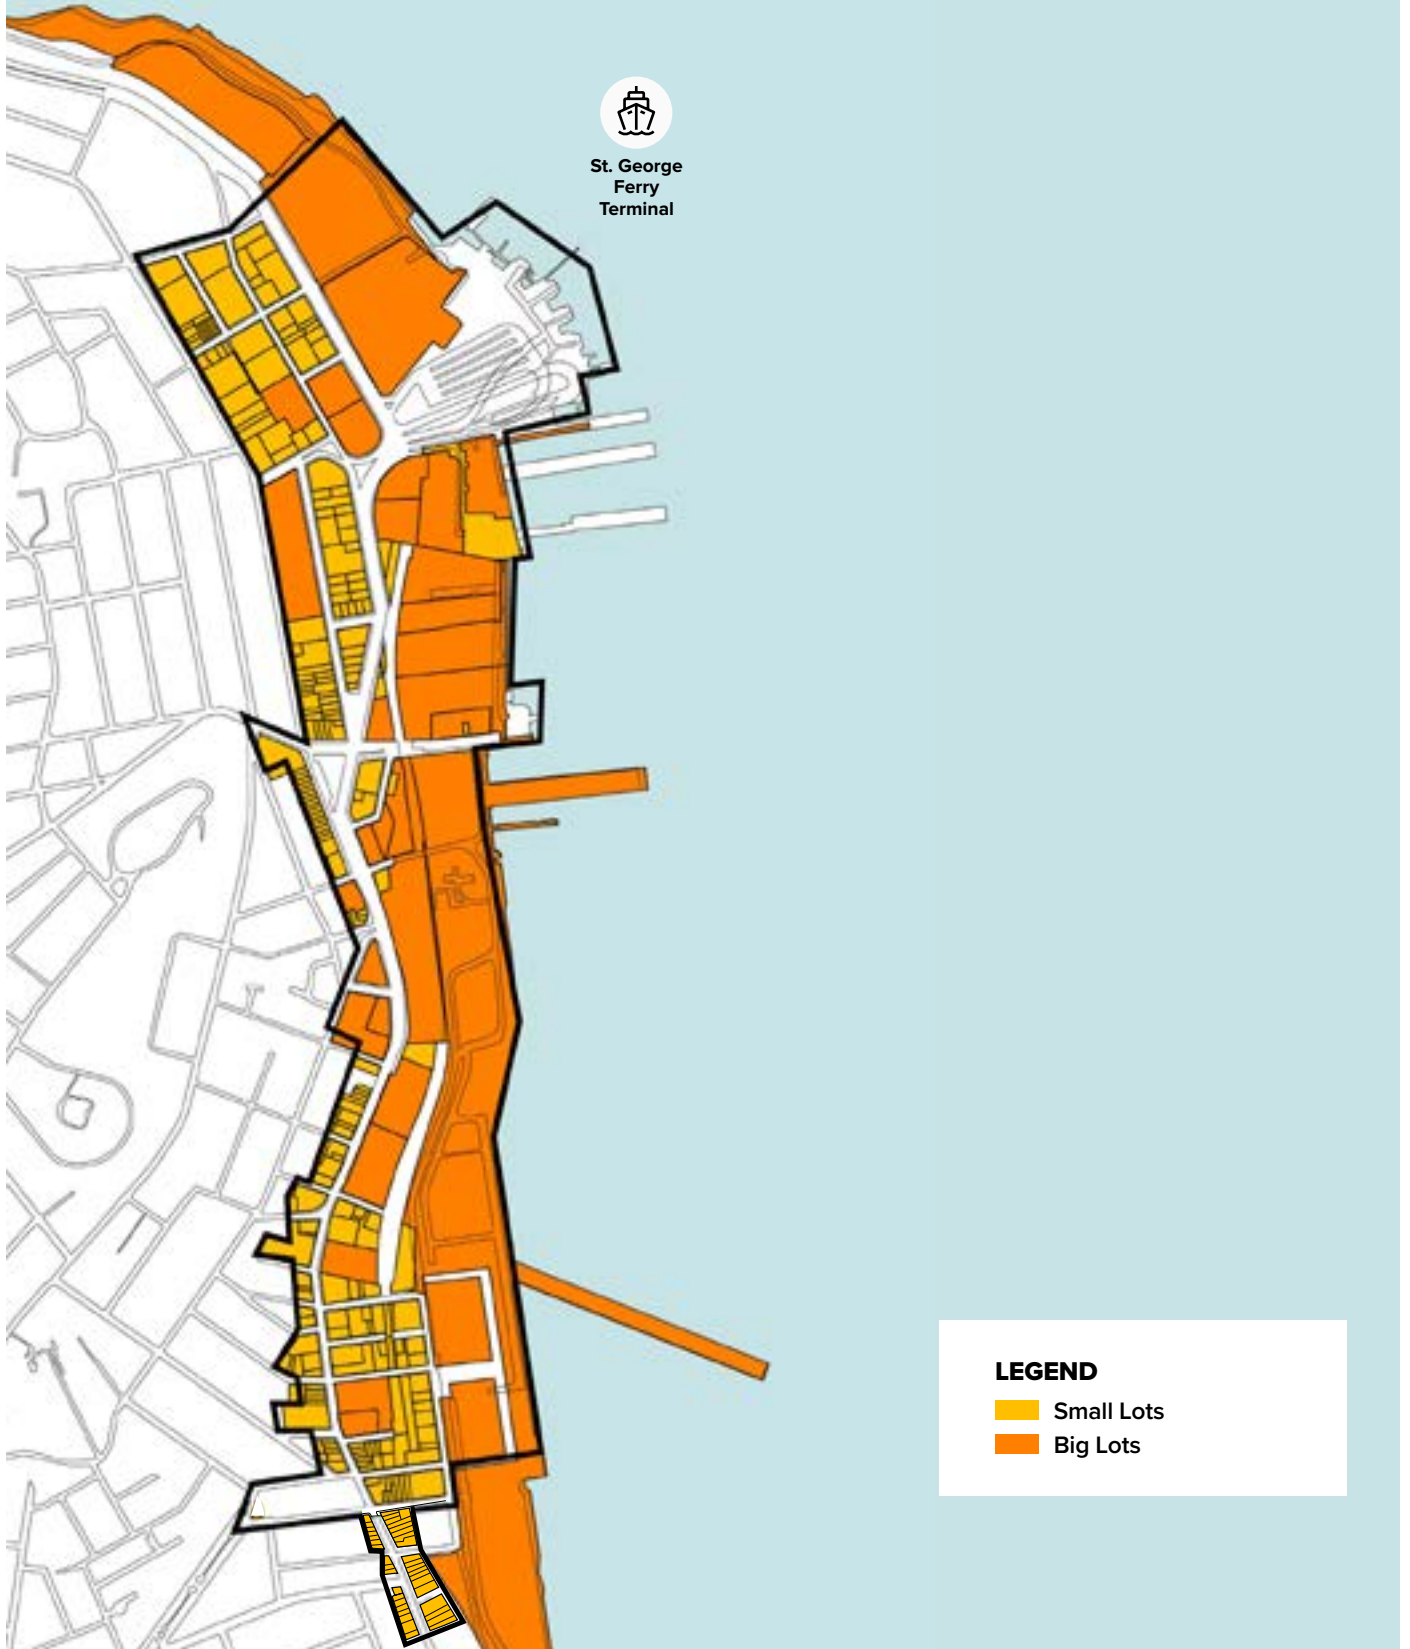 St. George
Ferry
Terminal
LEGEND
Small Lots
Big Lots